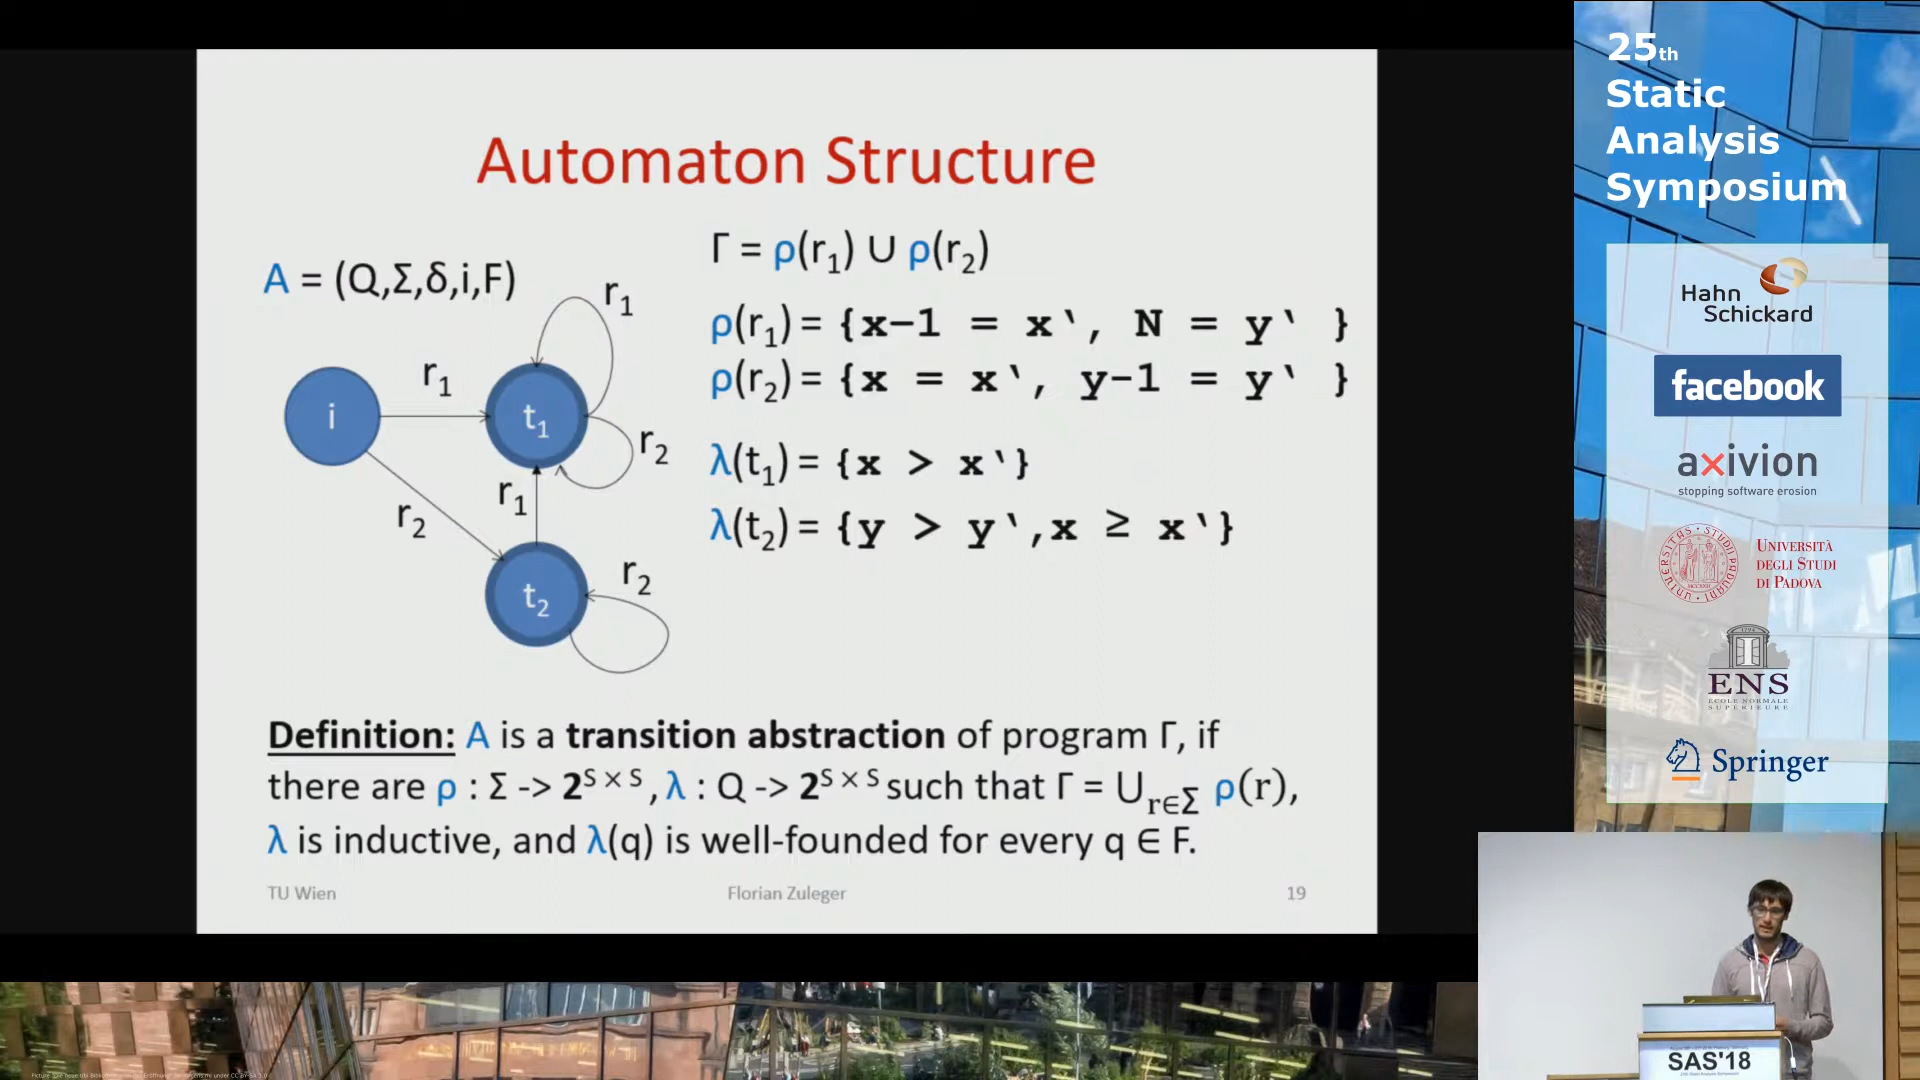 Automaton Structure
A = (Q,Σ,δ,i,F)
Γ = ρ(r1) ∪ ρ(r2)
ρ(r1) = {x−1 = x‵, N = y‵ }
ρ(r2) = {x = x‵, y−1 = y‵ }
λ(t1) = {x > x‵}
λ(t2) = {y > y‵,x ≥ x‵}
r1
r1
i
t1
r2
r1
r2
r2
t2
Definition: A is a transition abstraction of program Γ, if
there are ρ : Σ -> 2^S × S , λ : Q -> 2^S × S such that Γ = ∪r∈Σ ρ(r),
λ is inductive, and λ(q) is well-founded for every q ∈ F.
TU Wien
Florian Zuleger
19
25th
Static
Analysis
Symposium
Hahn
Schickard
facebook
axivion
stopping software erosion
UNIVERSITÀ
DEGLI STUDI
DI PADOVA
ENS
ECOLE NORMALE
SUPERIEURE
Springer
SAS'18